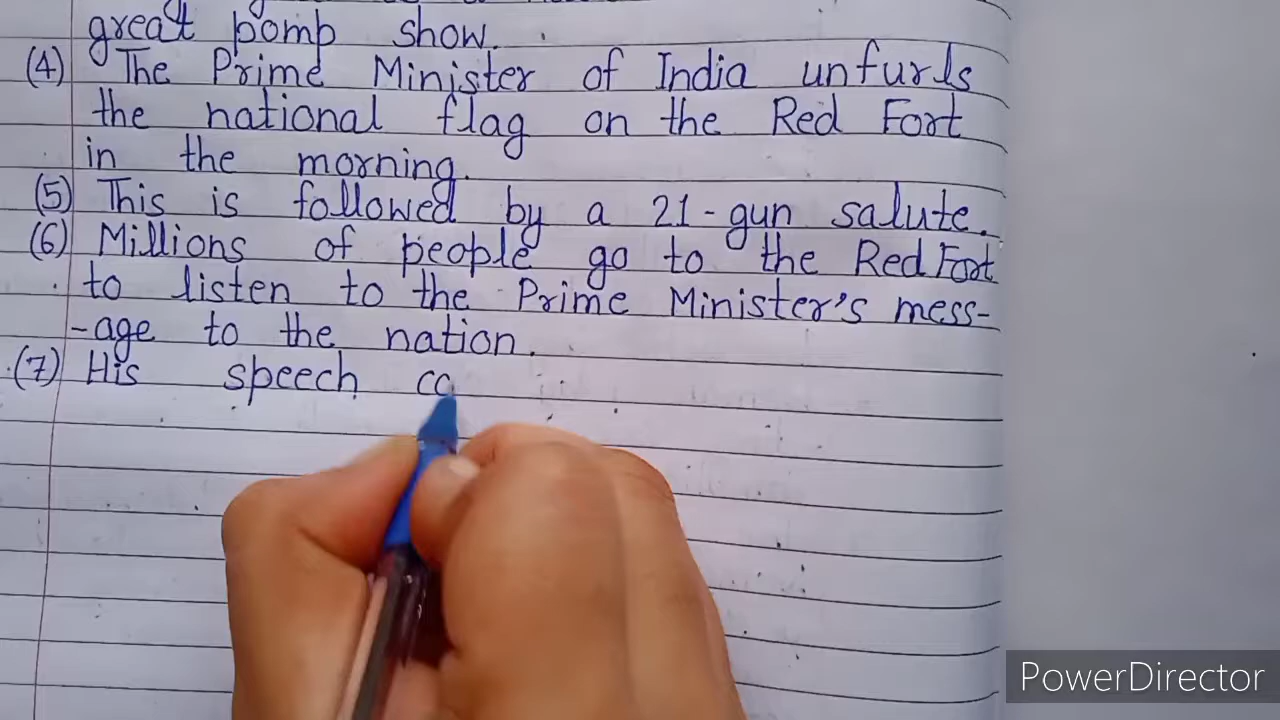 great pomp show.
(4) The Prime Minister of India unfurls
the national flag on the Red Fort
in the morning.
(5) This is followed by a 21-gun salute.
(6) Millions of people go to the Red Fort
to listen to the Prime Minister's mess-
-age to the nation.
(7) His speech co
PowerDirector